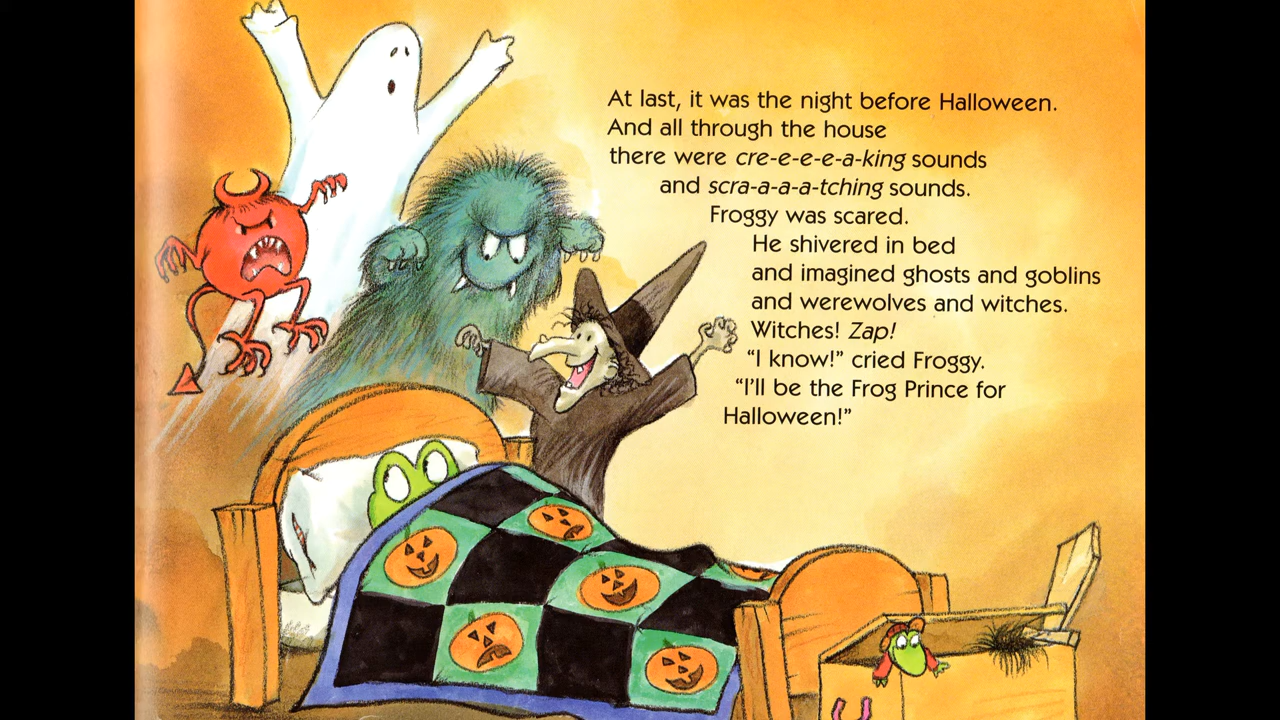 At last, it was the night before Halloween.
And all through the house
there were cre-e-e-e-a-king sounds
and scra-a-a-a-tching sounds.
Froggy was scared.
He shivered in bed
and imagined ghosts and goblins
and werewolves and witches.
Witches! Zap!
“I know!” cried Froggy.
“I’ll be the Frog Prince for
Halloween!”